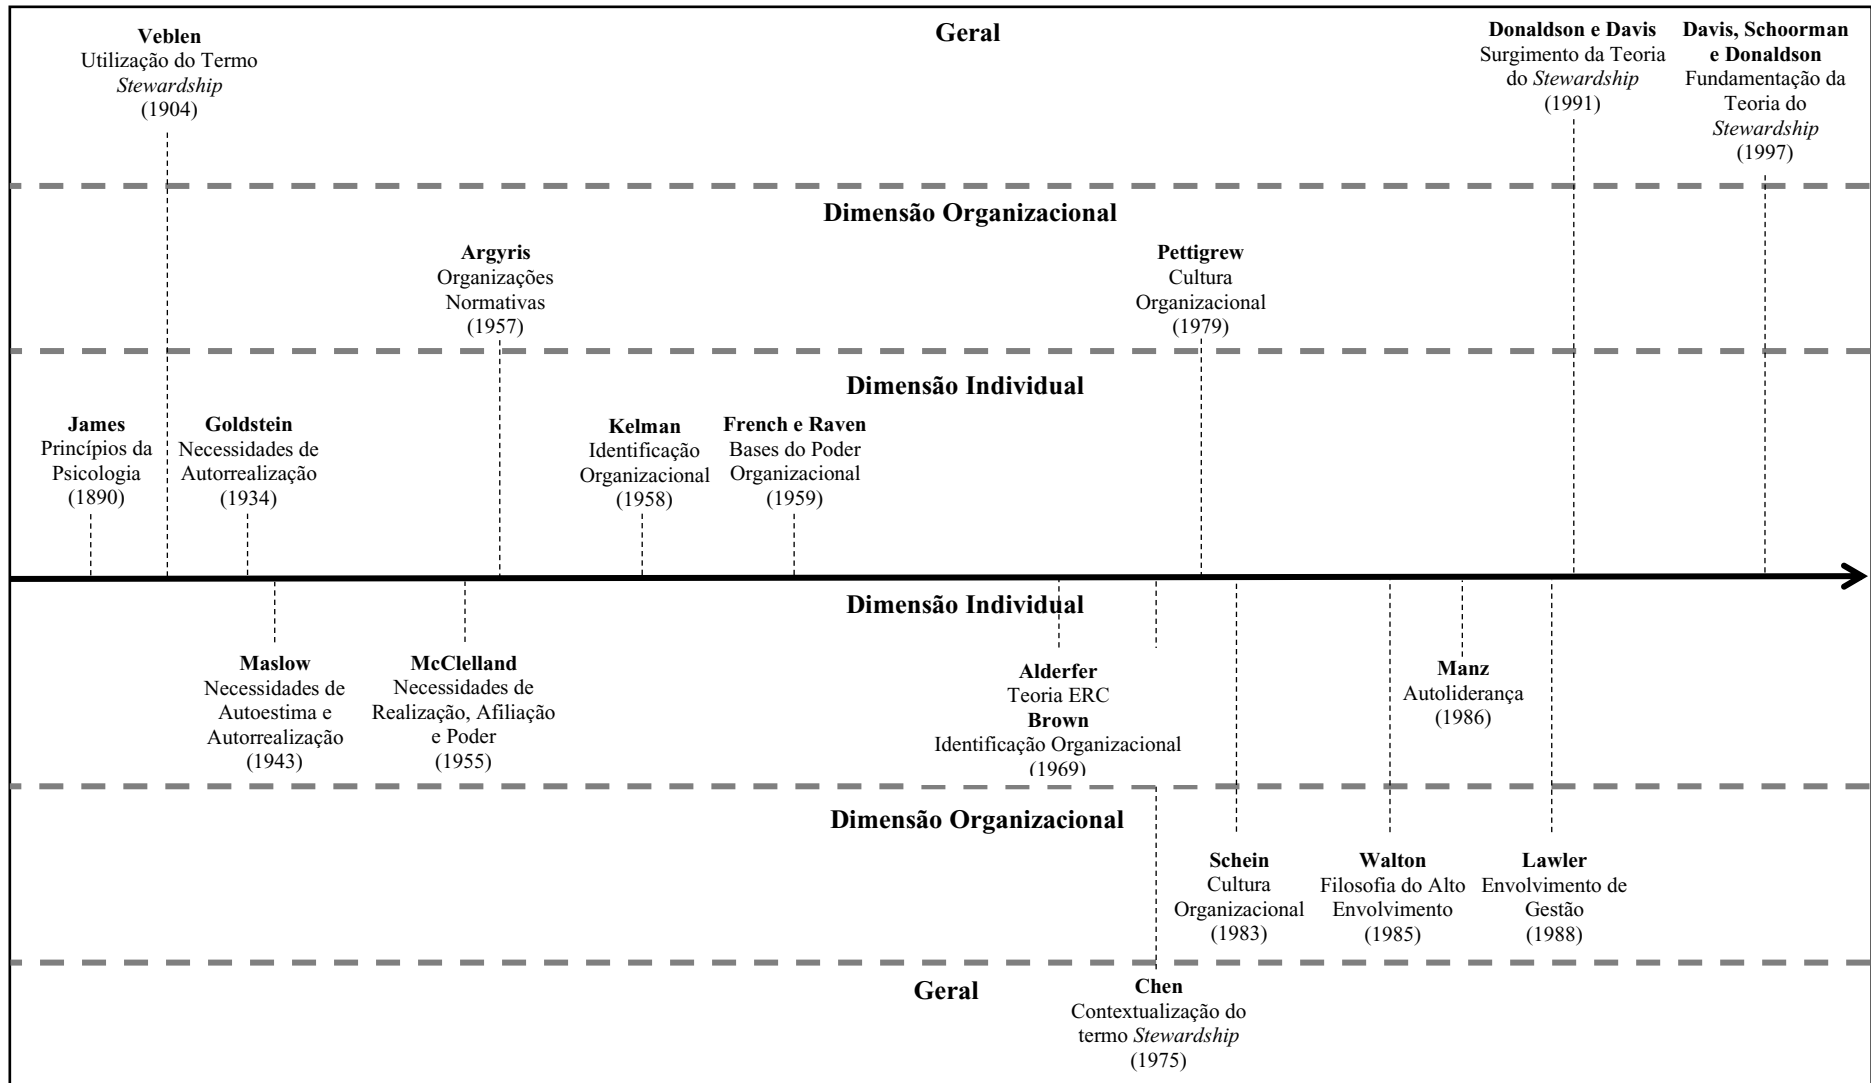 Geral
Veblen
Utilização do Termo
Stewardship
(1904)
Donaldson e Davis
Surgimento da Teoria
do Stewardship
(1991)
Davis, Schoorman
e Donaldson
Fundamentação da
Teoria do
Stewardship
(1997)
Dimensão Organizacional
Argyris
Organizações
Normativas
(1957)
Pettigrew
Cultura
Organizacional
(1979)
Dimensão Individual
James
Princípios da
Psicologia
(1890)
Goldstein
Necessidades de
Autorrealização
(1934)
Kelman
Identificação
Organizacional
(1958)
French e Raven
Bases do Poder
Organizacional
(1959)
Dimensão Individual
Maslow
Necessidades de
Autoestima e
Autorrealização
(1943)
McClelland
Necessidades de
Realização, Afiliação
e Poder
(1955)
Alderfer
Teoria ERC
Brown
Identificação Organizacional
(1969)
Manz
Autoliderança
(1986)
Dimensão Organizacional
Schein
Cultura
Organizacional
(1983)
Walton
Filosofia do Alto
Envolvimento
(1985)
Lawler
Envolvimento de
Gestão
(1988)
Geral
Chen
Contextualização do
termo Stewardship
(1975)